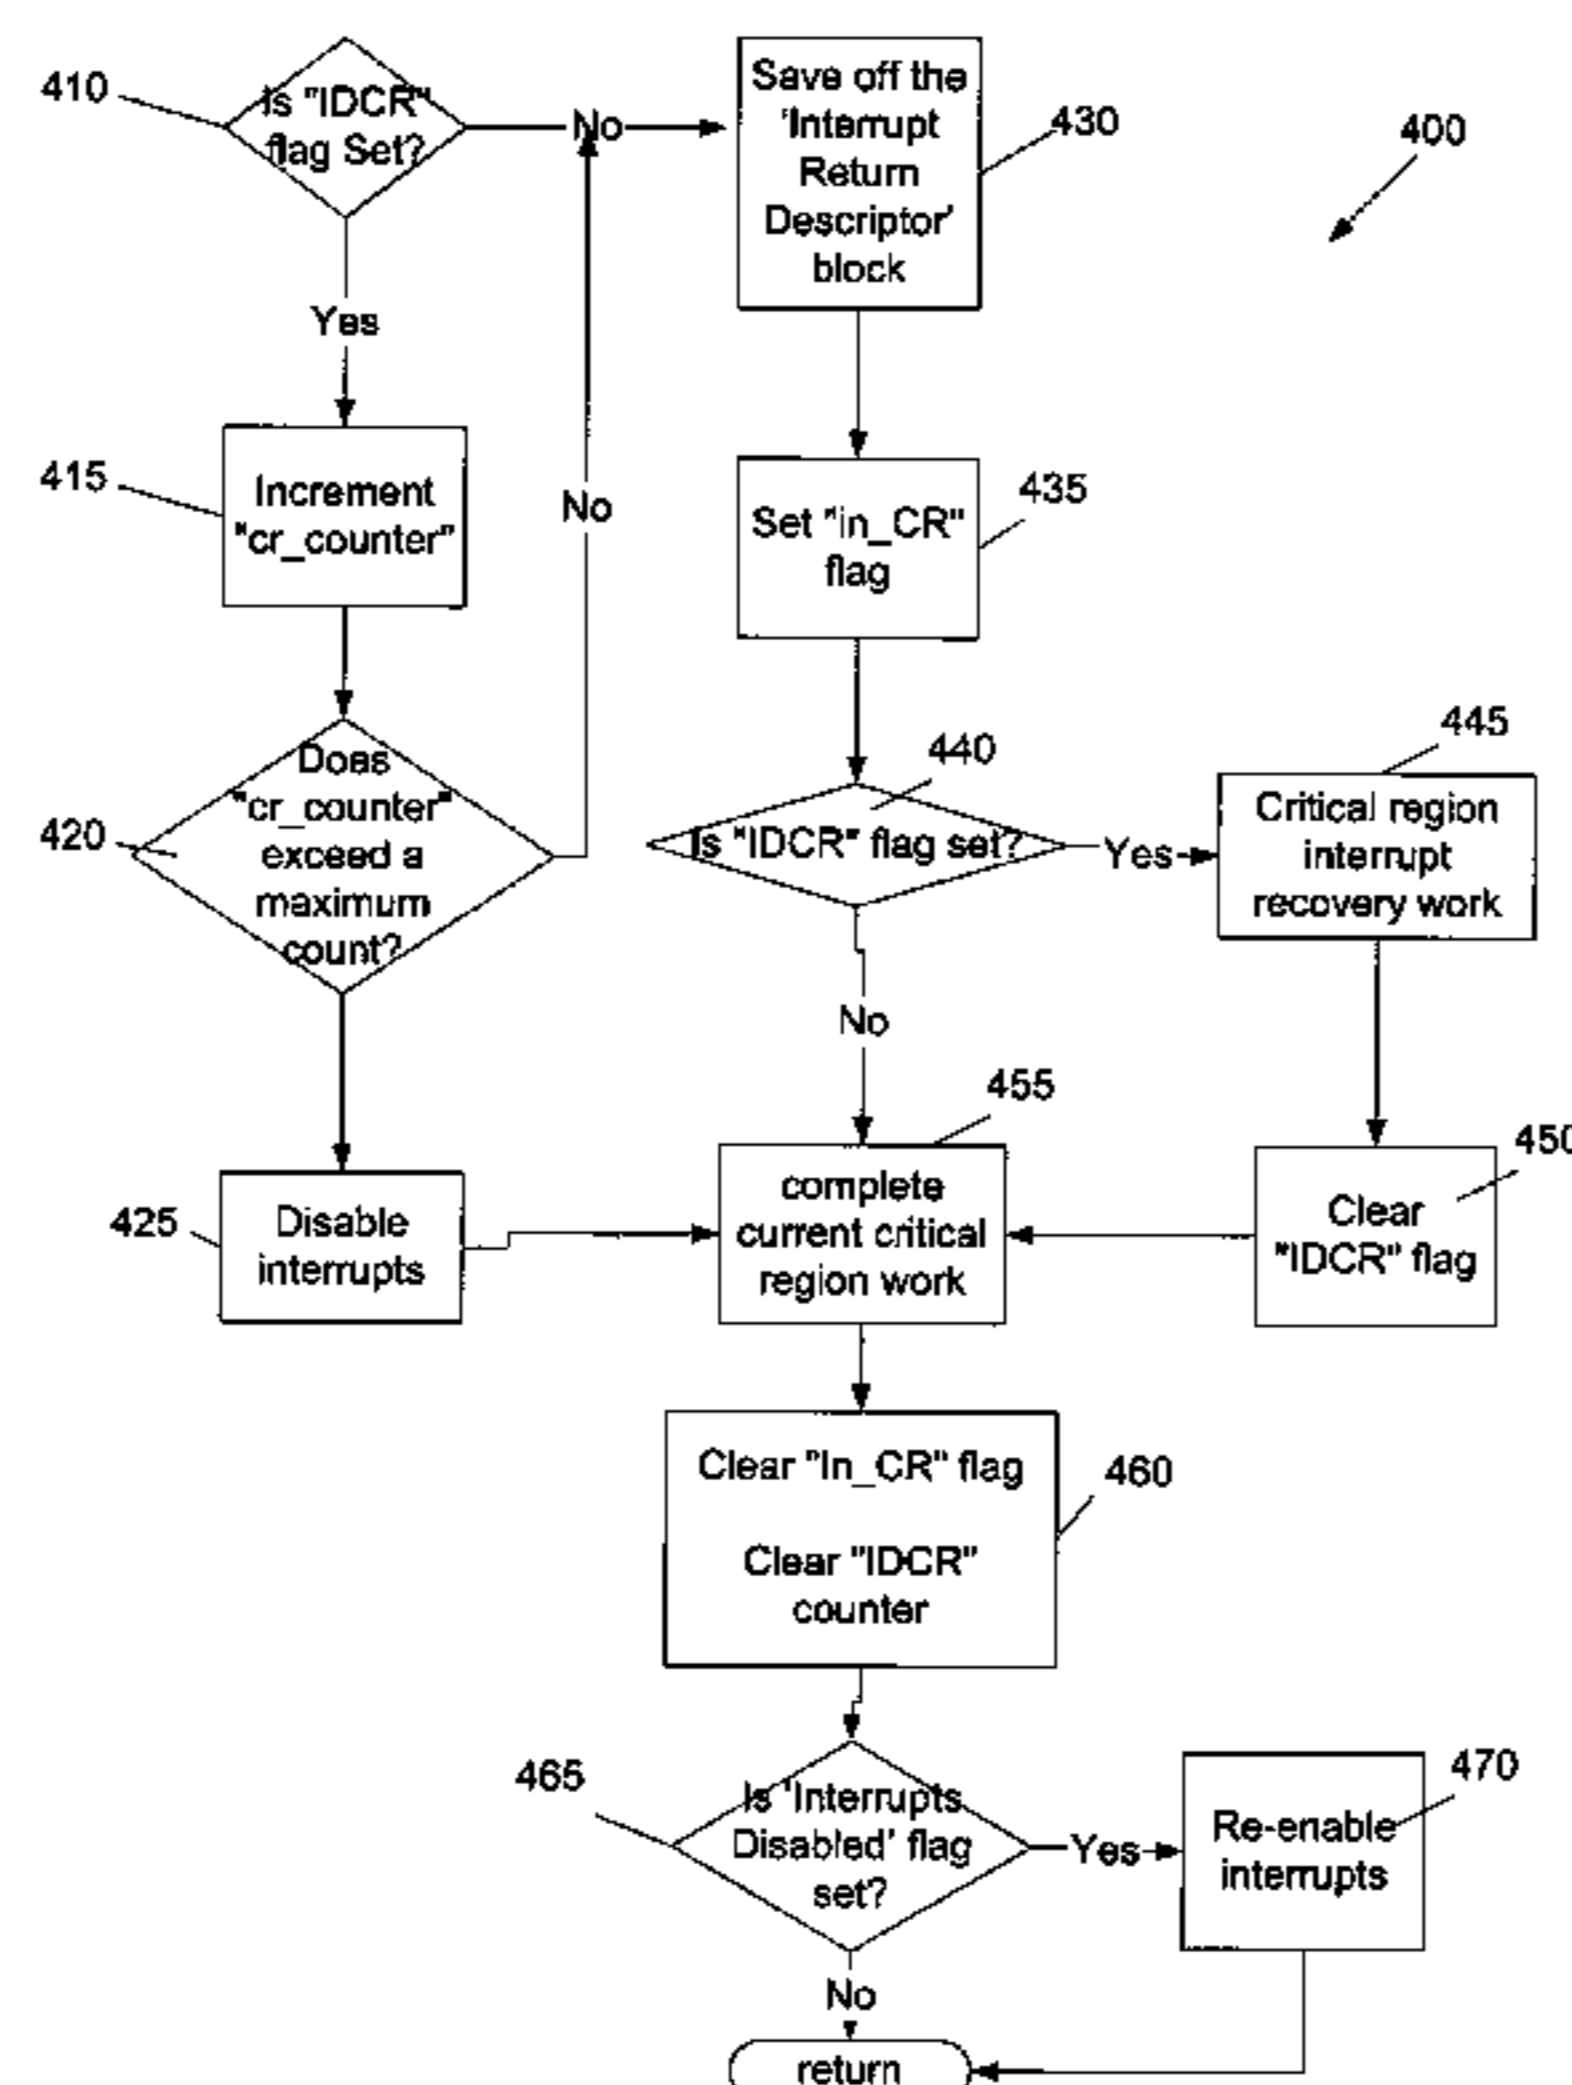 410
Is "IDCR"
flag Set?
No
Save off the
'Interrupt
Return
Descriptor'
block
430
400
Yes
415
Increment
"cr_counter"
No
Set "in_CR"
flag
435
420
Does
"cr_counter"
exceed a
maximum
count?
440
Is "IDCR" flag set?
Yes
445
Critical region
interrupt
recovery work
No
455
450
425
Disable
interrupts
complete
current critical
region work
Clear
"IDCR" flag
Clear "In_CR" flag
Clear "IDCR"
counter
460
465
Is 'Interrupts
Disabled' flag
set?
Yes
Re-enable
interrupts
470
No
return